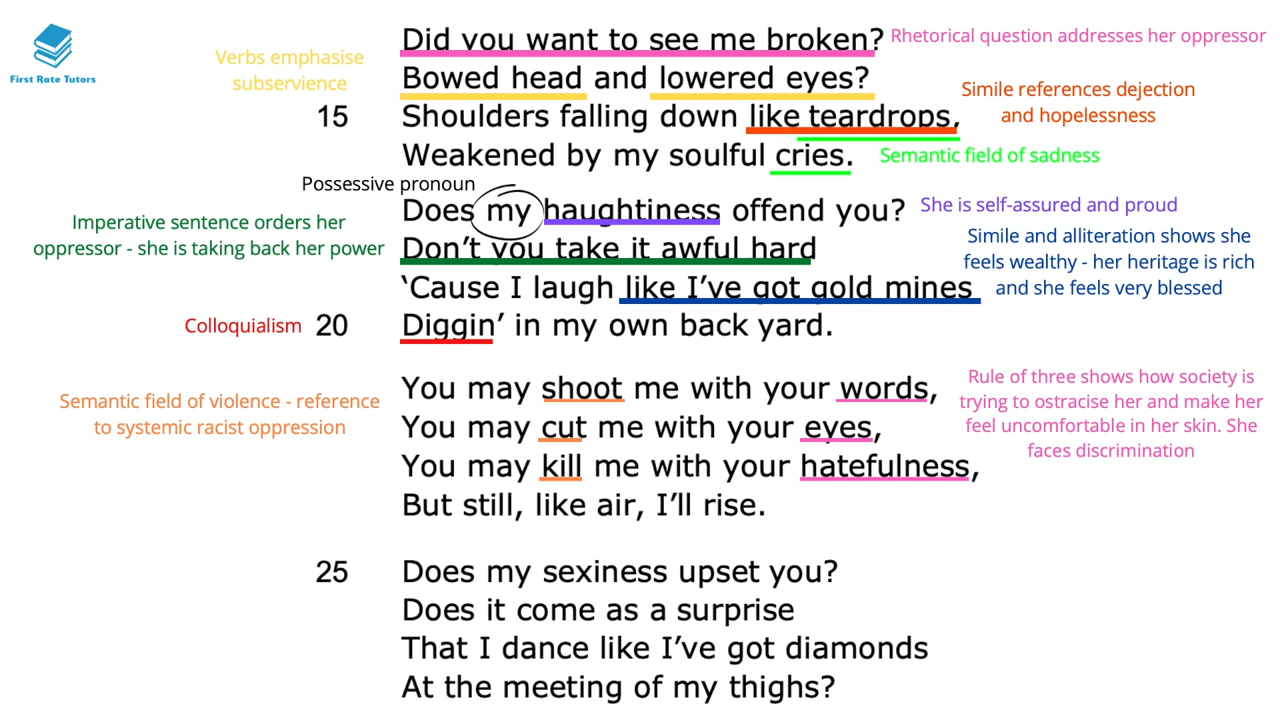 First Rate Tutors
Verbs emphasise
subservience
Did you want to see me broken?
Rhetorical question addresses her oppressor
Bowed head and lowered eyes?
Simile references dejection
and hopelessness
15 Shoulders falling down like teardrops,
Weakened by my soulful cries.
Semantic field of sadness
Possessive pronoun
Does my haughtiness offend you?
She is self-assured and proud
Imperative sentence orders her
oppressor - she is taking back her power
Don’t you take it awful hard
Simile and alliteration shows she
feels wealthy - her heritage is rich
and she feels very blessed
‘Cause I laugh like I’ve got gold mines
Colloquialism
20 Diggin’ in my own back yard.
You may shoot me with your words,
Rule of three shows how society is
trying to ostracise her and make her
feel uncomfortable in her skin. She
faces discrimination
Semantic field of violence - reference
to systemic racist oppression
You may cut me with your eyes,
You may kill me with your hatefulness,
But still, like air, I’ll rise.
25 Does my sexiness upset you?
Does it come as a surprise
That I dance like I’ve got diamonds
At the meeting of my thighs?